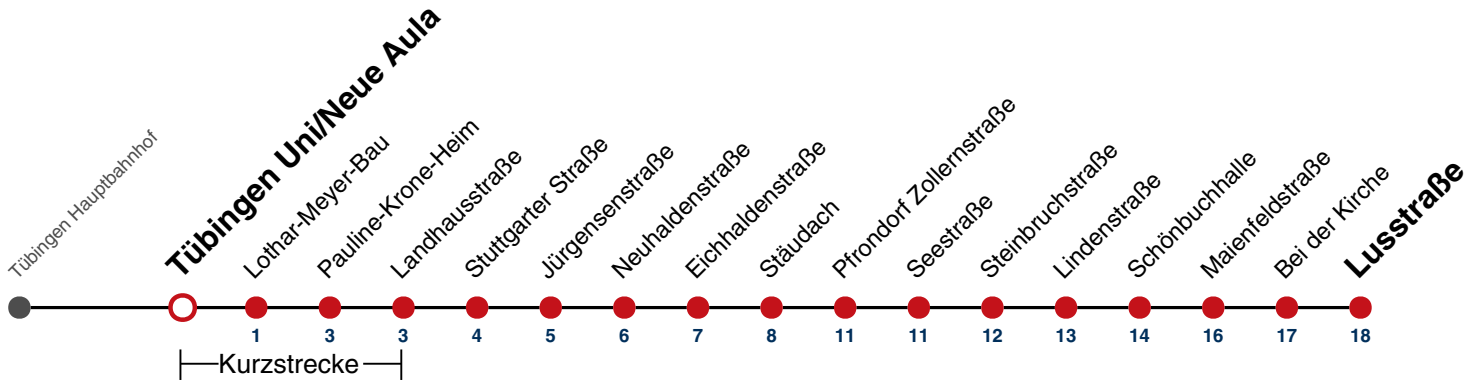 Tübingen Hauptbahnhof
Tübingen Uni/Neue Aula
Lothar-Meyer-Bau
Pauline-Krone-Heim
Landhausstraße
Stuttgarter Straße
Jürgensenstraße
Neuhaldenstraße
Eichhaldenstraße
Stäudach
Pfrondorf Zollernstraße
Seestraße
Steinbruchstraße
Lindenstraße
Schönbuchhalle
Maienfeldstraße
Bei der Kirche
Lusstraße
1 3 3 4 5 6 7 8 11 11 12 13 14 16 17 18
Kurzstrecke